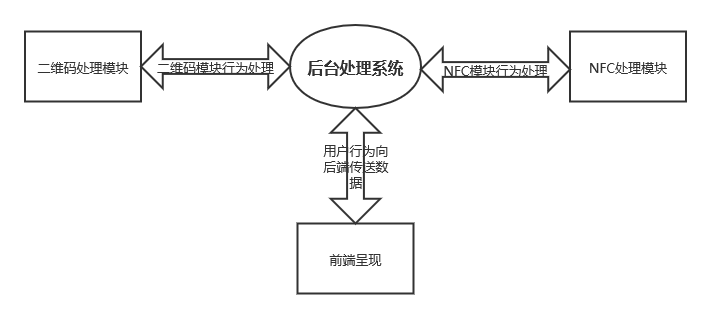 二维码处理模块
二维码模块行为处理
后台处理系统
NFC模块行为处理
NFC处理模块
用户行为向
后端传送数
据
前端呈现